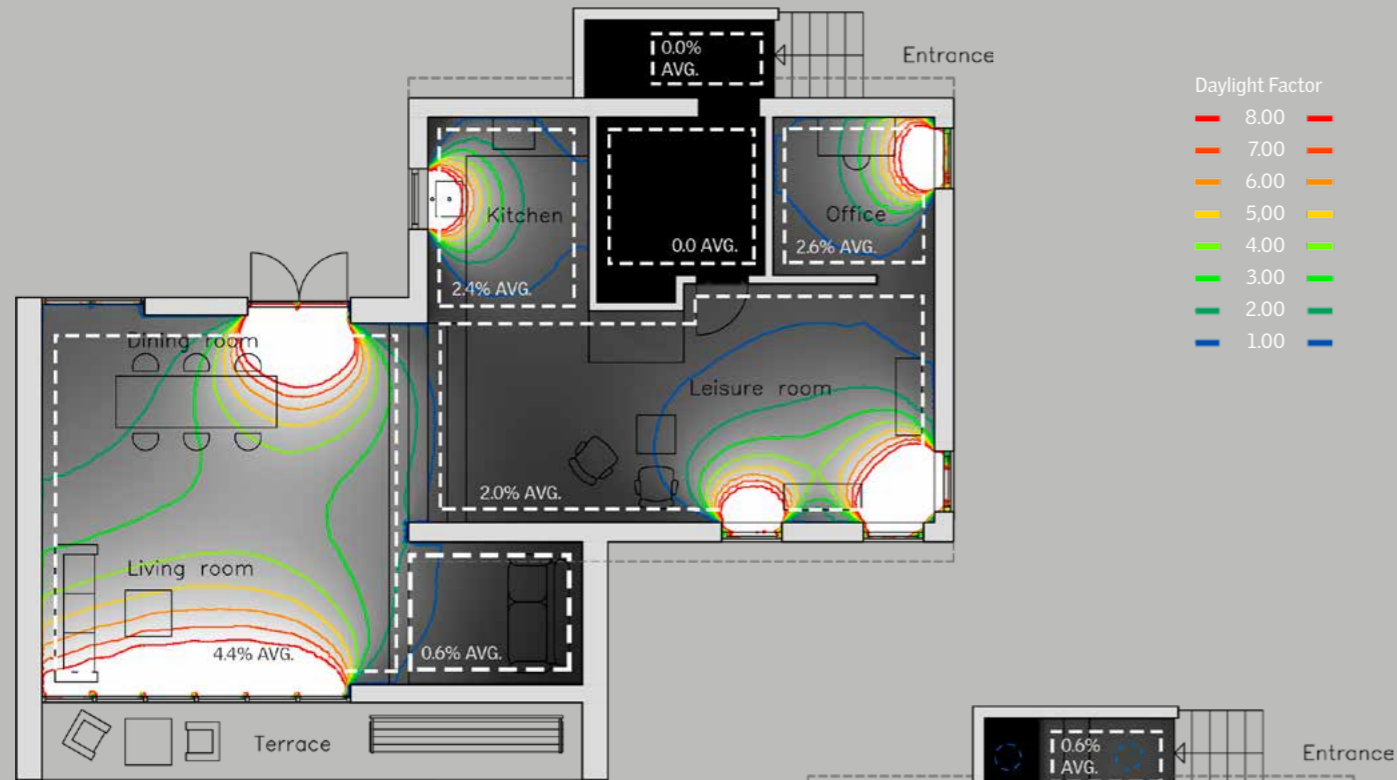 0.0%
AVG.
Entrance
Daylight Factor
8.00
7.00
6.00
5,00
4.00
3.00
2.00
1.00
Kitchen
0.0 AVG.
Office
2.6% AVG.
2.4% AVG.
Dining room
Leisure room
2.0% AVG.
Living room
4.4% AVG.
0.6% AVG.
Terrace
0.6%
AVG.
Entrance